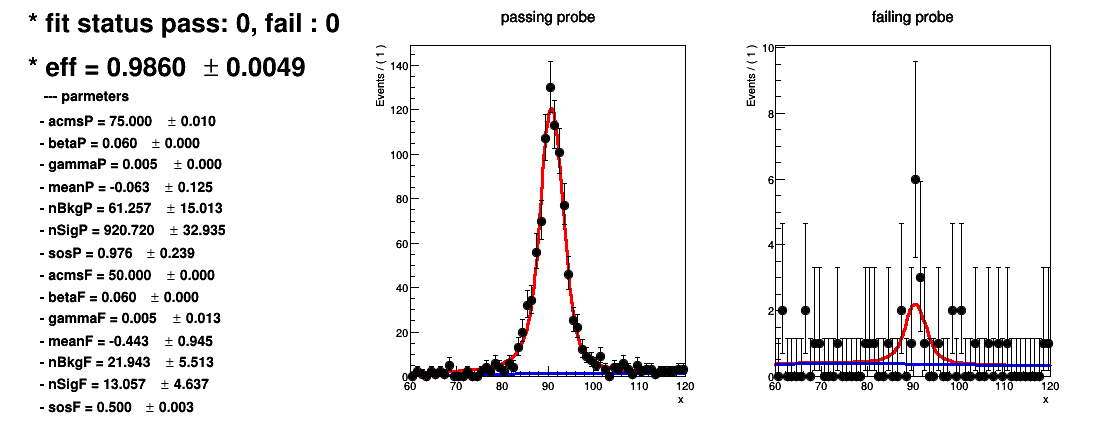 * fit status pass: 0, fail : 0
* eff = 0.9860 ± 0.0049
--- parmeters
- acmsP = 75.000 ± 0.010
- betaP = 0.060 ± 0.000
- gammaP = 0.005 ± 0.000
- meanP = -0.063 ± 0.125
- nBkgP = 61.257 ± 15.013
- nSigP = 920.720 ± 32.935
- sosP = 0.976 ± 0.239
- acmsF = 50.000 ± 0.000
- betaF = 0.060 ± 0.000
- gammaF = 0.005 ± 0.013
- meanF = -0.443 ± 0.945
- nBkgF = 21.943 ± 5.513
- nSigF = 13.057 ± 4.637
- sosF = 0.500 ± 0.003
passing probe
Events / ( 1 )
140
120
100
80
60
40
20
0
60 70 80 90 100 110 120
x
failing probe
Events / ( 1 )
10
8
6
4
2
0
60 70 80 90 100 110 120
x